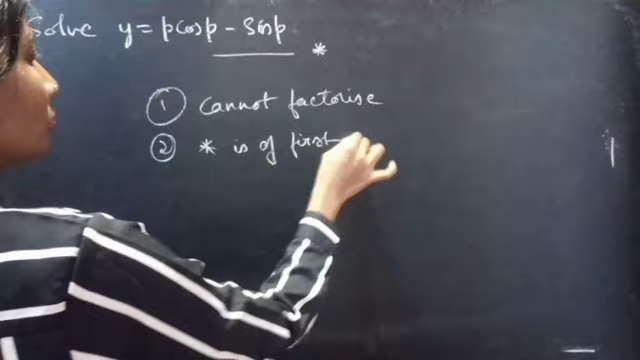 Solve y = p cos p - sin p *
① Cannot factorise
② * is of first